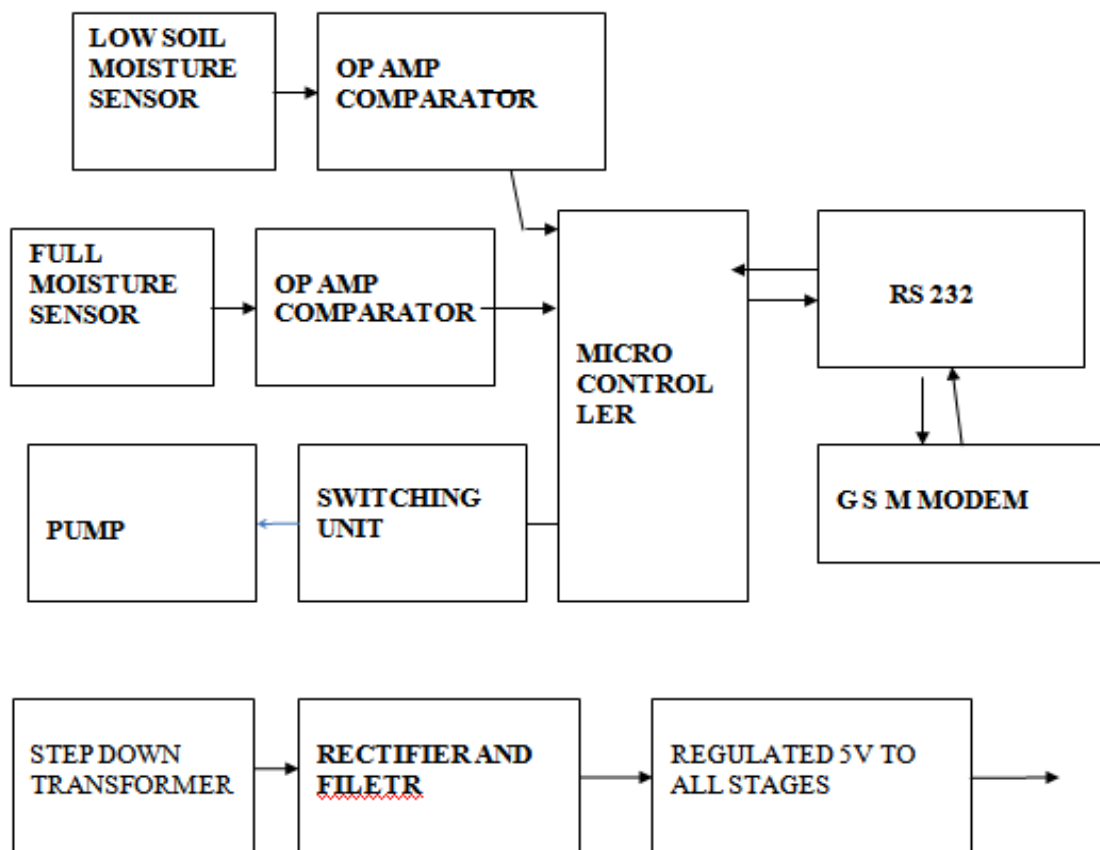 LOW SOIL
MOISTURE
SENSOR
OP AMP
COMPARATOR
FULL
MOISTURE
SENSOR
OP AMP
COMPARATOR
MICRO
CONTROL
LER
RS 232
G S M MODEM
SWITCHING
UNIT
PUMP
STEP DOWN
TRANSFORMER
RECTIFIER AND
FILETR
REGULATED 5V TO
ALL STAGES